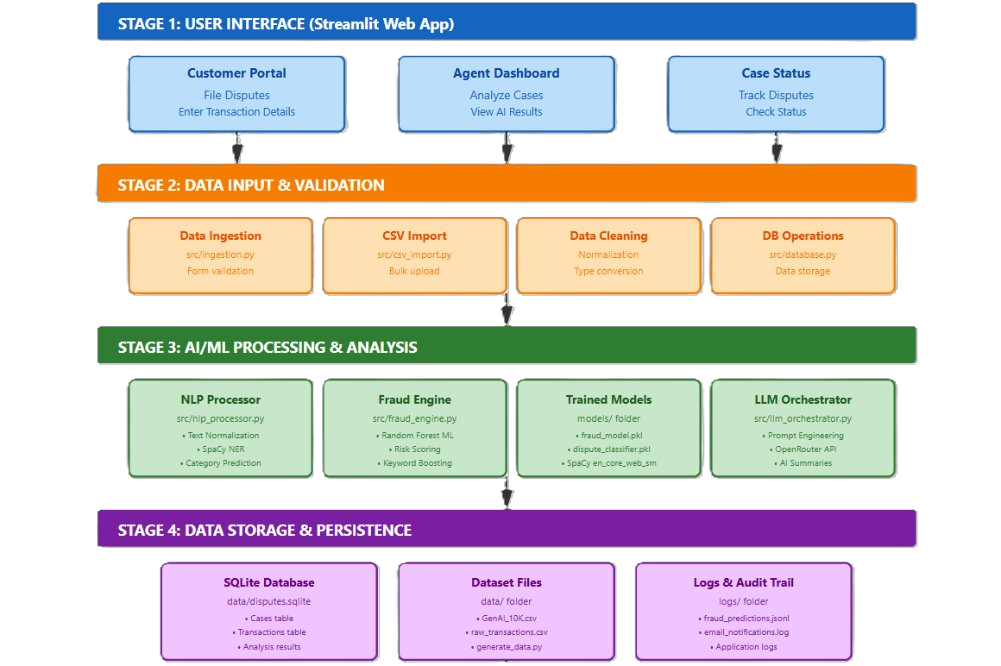 STAGE 1: USER INTERFACE (Streamlit Web App)
Customer Portal
File Disputes
Enter Transaction Details
Agent Dashboard
Analyze Cases
View AI Results
Case Status
Track Disputes
Check Status
STAGE 2: DATA INPUT & VALIDATION
Data Ingestion
src/ingestion.py
Form validation
CSV Import
src/csv_import.py
Bulk upload
Data Cleaning
Normalization
Type conversion
DB Operations
src/database.py
Data storage
STAGE 3: AI/ML PROCESSING & ANALYSIS
NLP Processor
src/nlp_processor.py
• Text Normalization
• SpaCy NER
• Category Prediction
Fraud Engine
src/fraud_engine.py
• Random Forest ML
• Risk Scoring
• Keyword Boosting
Trained Models
models/ folder
• fraud_model.pkl
• dispute_classifier.pkl
• SpaCy en_core_web_sm
LLM Orchestrator
src/llm_orchestrator.py
• Prompt Engineering
• OpenRouter API
• AI Summaries
STAGE 4: DATA STORAGE & PERSISTENCE
SQLite Database
data/disputes.sqlite
• Cases table
• Transactions table
• Analysis results
Dataset Files
data/ folder
• GenAI_10K.csv
• raw_transactions.csv
• generate_data.py
Logs & Audit Trail
logs/ folder
• fraud_predictions.jsonl
• email_notifications.log
• Application logs